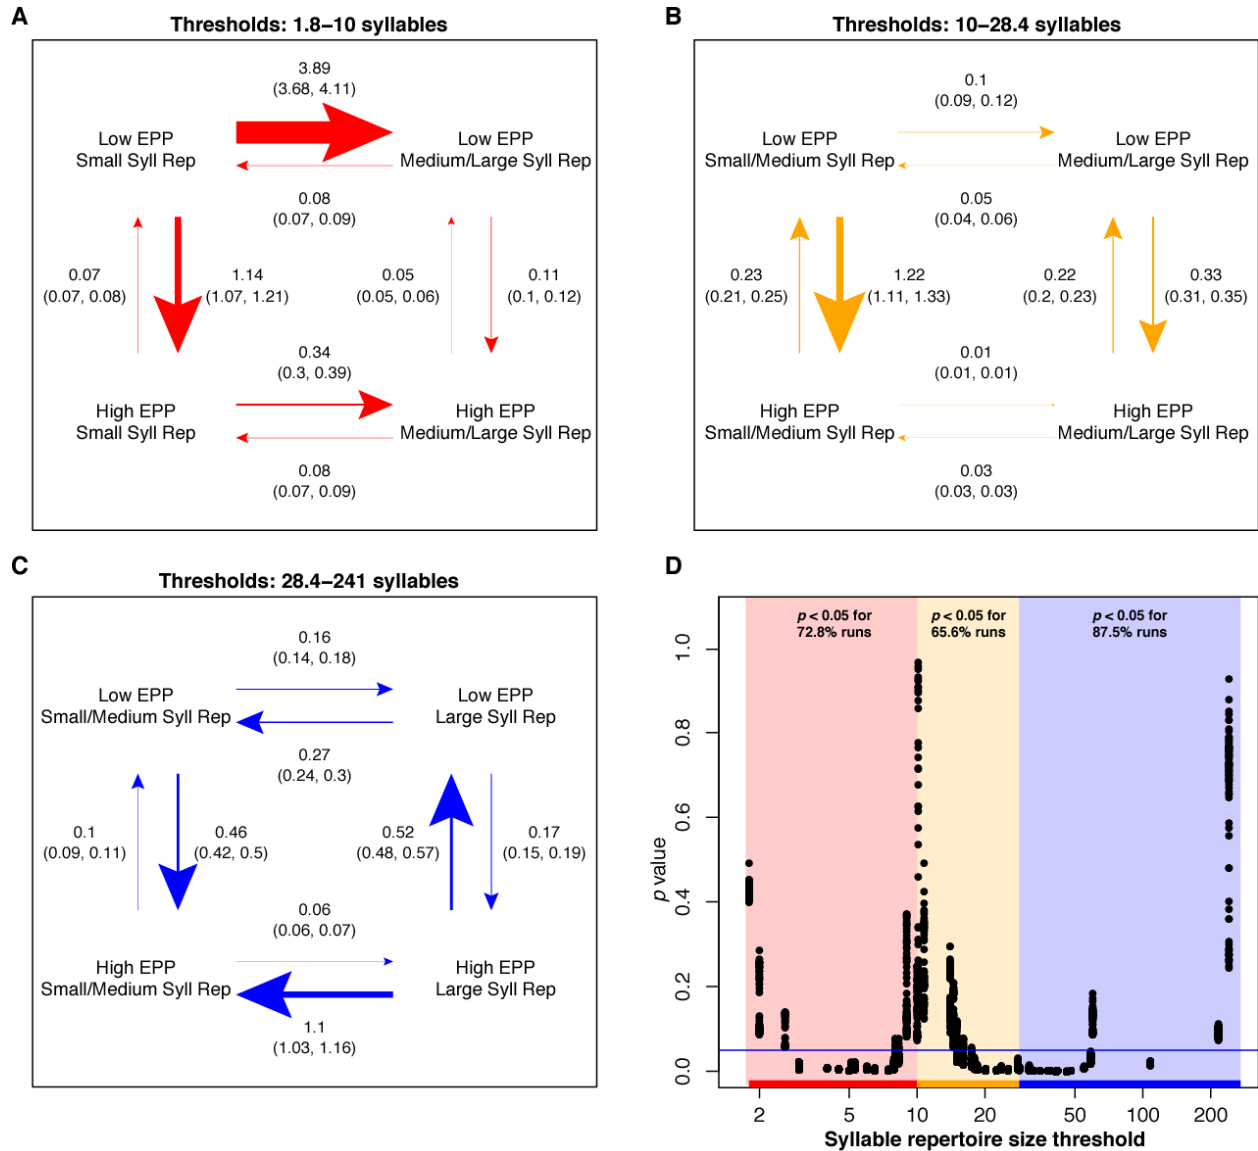 A
Thresholds: 1.8–10 syllables
3.89
(3.68, 4.11)
Low EPP
Small Syll Rep
Low EPP
Medium/Large Syll Rep
0.08
(0.07, 0.09)
0.07
(0.07, 0.08)
1.14
(1.07, 1.21)
0.05
(0.05, 0.06)
0.11
(0.1, 0.12)
0.34
(0.3, 0.39)
High EPP
Small Syll Rep
High EPP
Medium/Large Syll Rep
0.08
(0.07, 0.09)
B
Thresholds: 10–28.4 syllables
0.1
(0.09, 0.12)
Low EPP
Small/Medium Syll Rep
Low EPP
Medium/Large Syll Rep
0.05
(0.04, 0.06)
0.23
(0.21, 0.25)
1.22
(1.11, 1.33)
0.22
(0.2, 0.23)
0.33
(0.31, 0.35)
0.01
(0.01, 0.01)
High EPP
Small/Medium Syll Rep
High EPP
Medium/Large Syll Rep
0.03
(0.03, 0.03)
C
Thresholds: 28.4–241 syllables
0.16
(0.14, 0.18)
Low EPP
Small/Medium Syll Rep
Low EPP
Large Syll Rep
0.27
(0.24, 0.3)
0.1
(0.09, 0.11)
0.46
(0.42, 0.5)
0.52
(0.48, 0.57)
0.17
(0.15, 0.19)
0.06
(0.06, 0.07)
High EPP
Small/Medium Syll Rep
High EPP
Large Syll Rep
1.1
(1.03, 1.16)
D
p < 0.05 for
72.8% runs
p < 0.05 for
65.6% runs
p < 0.05 for
87.5% runs
1.0
0.8
0.6
0.4
0.2
0.0
p value
2 5 10 20 50 100 200
Syllable repertoire size threshold